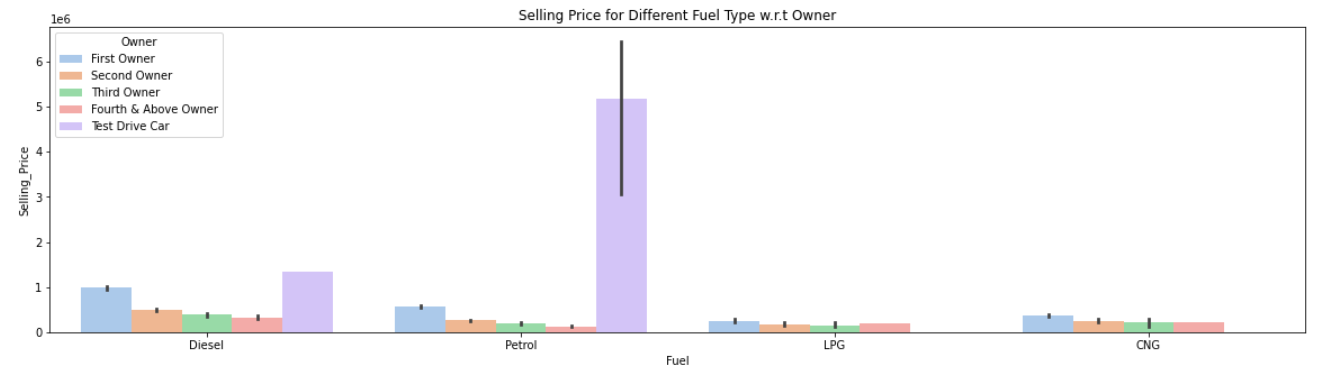 Selling Price for Different Fuel Type w.r.t Owner
1e6
Owner
First Owner
Second Owner
Third Owner
Fourth & Above Owner
Test Drive Car
6
5
4
3
2
1
0
Selling_Price
Diesel
Petrol
LPG
CNG
Fuel